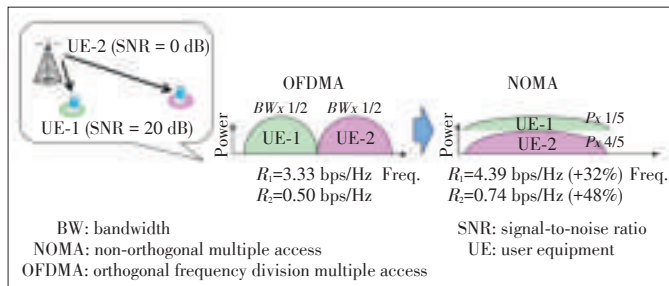 UE-2 (SNR = 0 dB)
UE-1 (SNR = 20 dB)
OFDMA
BWx 1/2 BWx 1/2
Power
UE-1 UE-2
R₁=3.33 bps/Hz Freq.
R₂=0.50 bps/Hz
NOMA
Power
UE-1 Px 1/5
UE-2 Px 4/5
R₁=4.39 bps/Hz (+32%) Freq.
R₂=0.74 bps/Hz (+48%)
BW: bandwidth
NOMA: non-orthogonal multiple access
OFDMA: orthogonal frequency division multiple access
SNR: signal-to-noise ratio
UE: user equipment